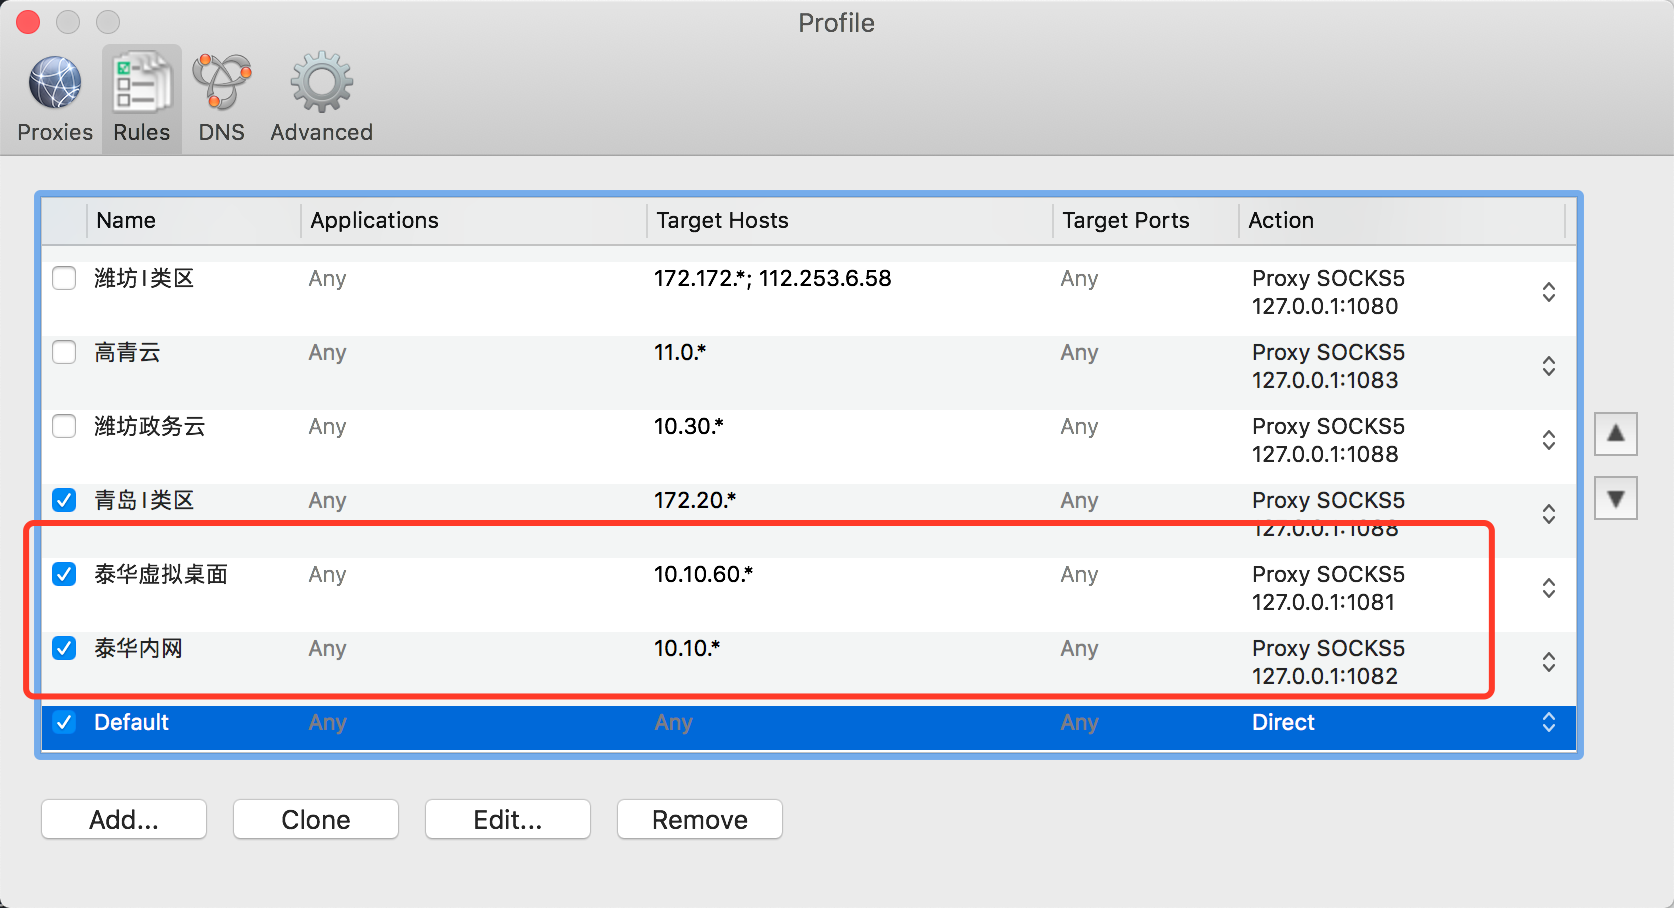 Profile
Proxies Rules DNS Advanced
Name Applications Target Hosts Target Ports Action
潍坊I类区 Any 172.172.*; 112.253.6.58 Any Proxy SOCKS5
127.0.0.1:1080
高青云 Any 11.0.* Any Proxy SOCKS5
127.0.0.1:1083
潍坊政务云 Any 10.30.* Any Proxy SOCKS5
127.0.0.1:1088
青岛I类区 Any 172.20.* Any Proxy SOCKS5
127.0.0.1:1088
泰华虚拟桌面 Any 10.10.60.* Any Proxy SOCKS5
127.0.0.1:1081
泰华内网 Any 10.10.* Any Proxy SOCKS5
127.0.0.1:1082
Default Any Any Any Direct
Add... Clone Edit... Remove